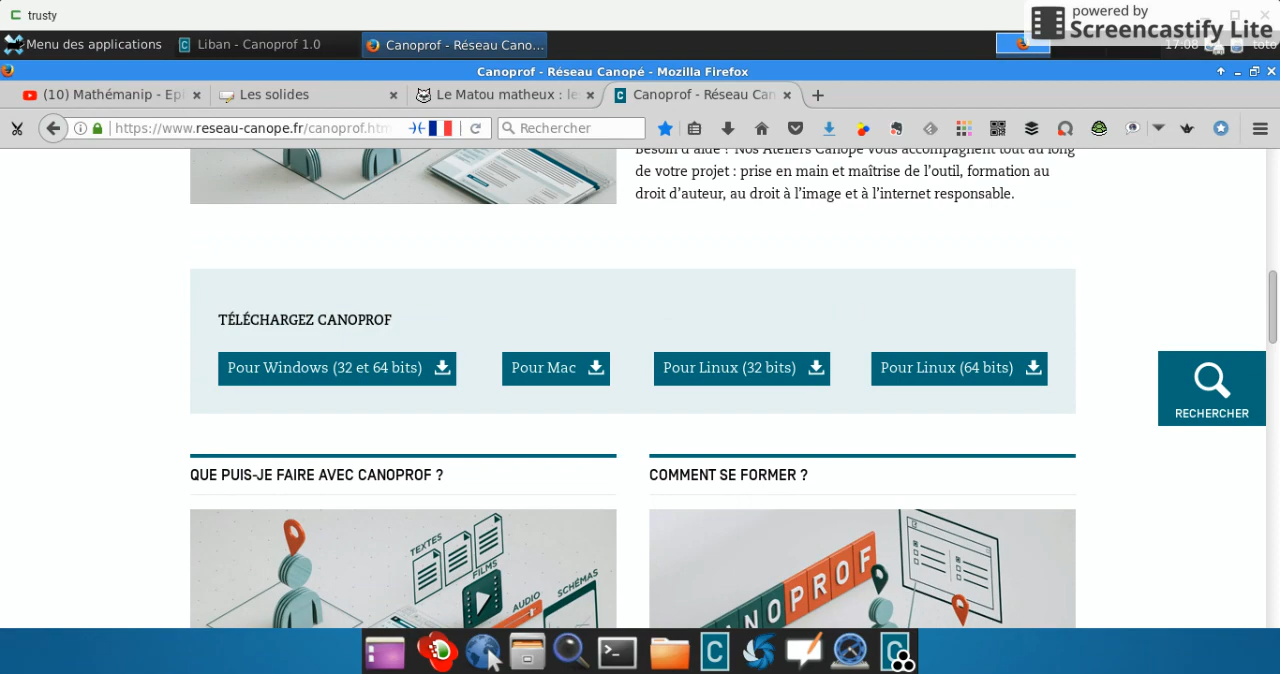 trusty
powered by
Screencastify Lite
Menu des applications
Liban - Canoprof 1.0
Canoprof - Réseau Cano...
17:08
toto
Canoprof - Réseau Canopé - Mozilla Firefox
(10) Mathémanip - Epi
Les solides
Le Matou matheux : le
Canoprof - Réseau Can
https://www.reseau-canope.fr/canoprof.htm
Rechercher
Besoin d'aide ? Nos Ateliers Canopé vous accompagnent tout au long
de votre projet : prise en main et maîtrise de l'outil, formation au
droit d'auteur, au droit à l'image et à l'internet responsable.
TÉLÉCHARGEZ CANOPROF
Pour Windows (32 et 64 bits)
Pour Mac
Pour Linux (32 bits)
Pour Linux (64 bits)
RECHERCHER
QUE PUIS-JE FAIRE AVEC CANOPROF ?
COMMENT SE FORMER ?
TEXTES
FILMS
AUDIO
SCHÉMAS
ANOPROF